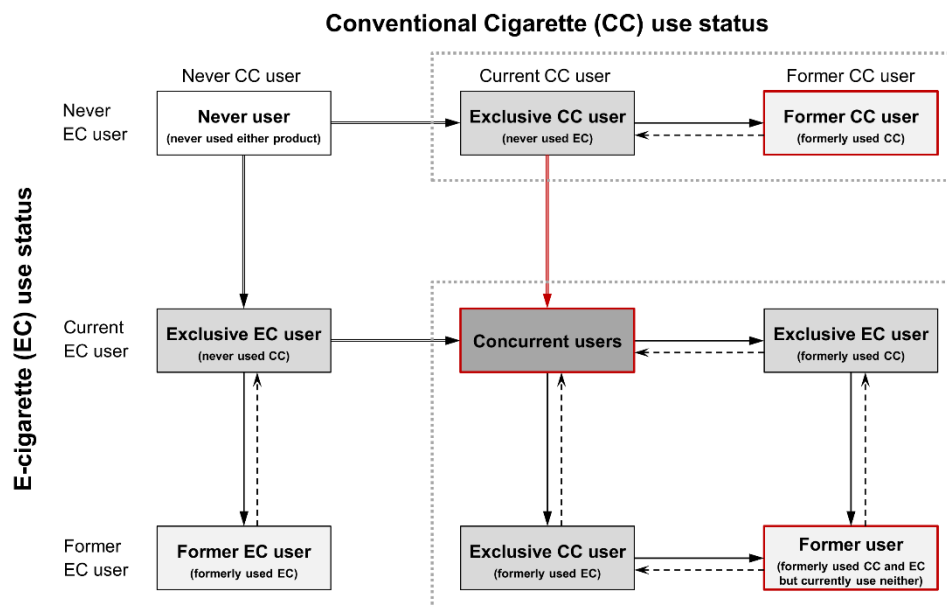 Conventional Cigarette (CC) use status
Never CC user
Current CC user
Former CC user
E-cigarette (EC) use status
Never
EC user
Never user
(never used either product)
Exclusive CC user
(never used EC)
Former CC user
(formerly used CC)
Current
EC user
Exclusive EC user
(never used CC)
Concurrent users
Exclusive EC user
(formerly used CC)
Former
EC user
Former EC user
(formerly used EC)
Exclusive CC user
(formerly used EC)
Former user
(formerly used CC and EC
but currently use neither)